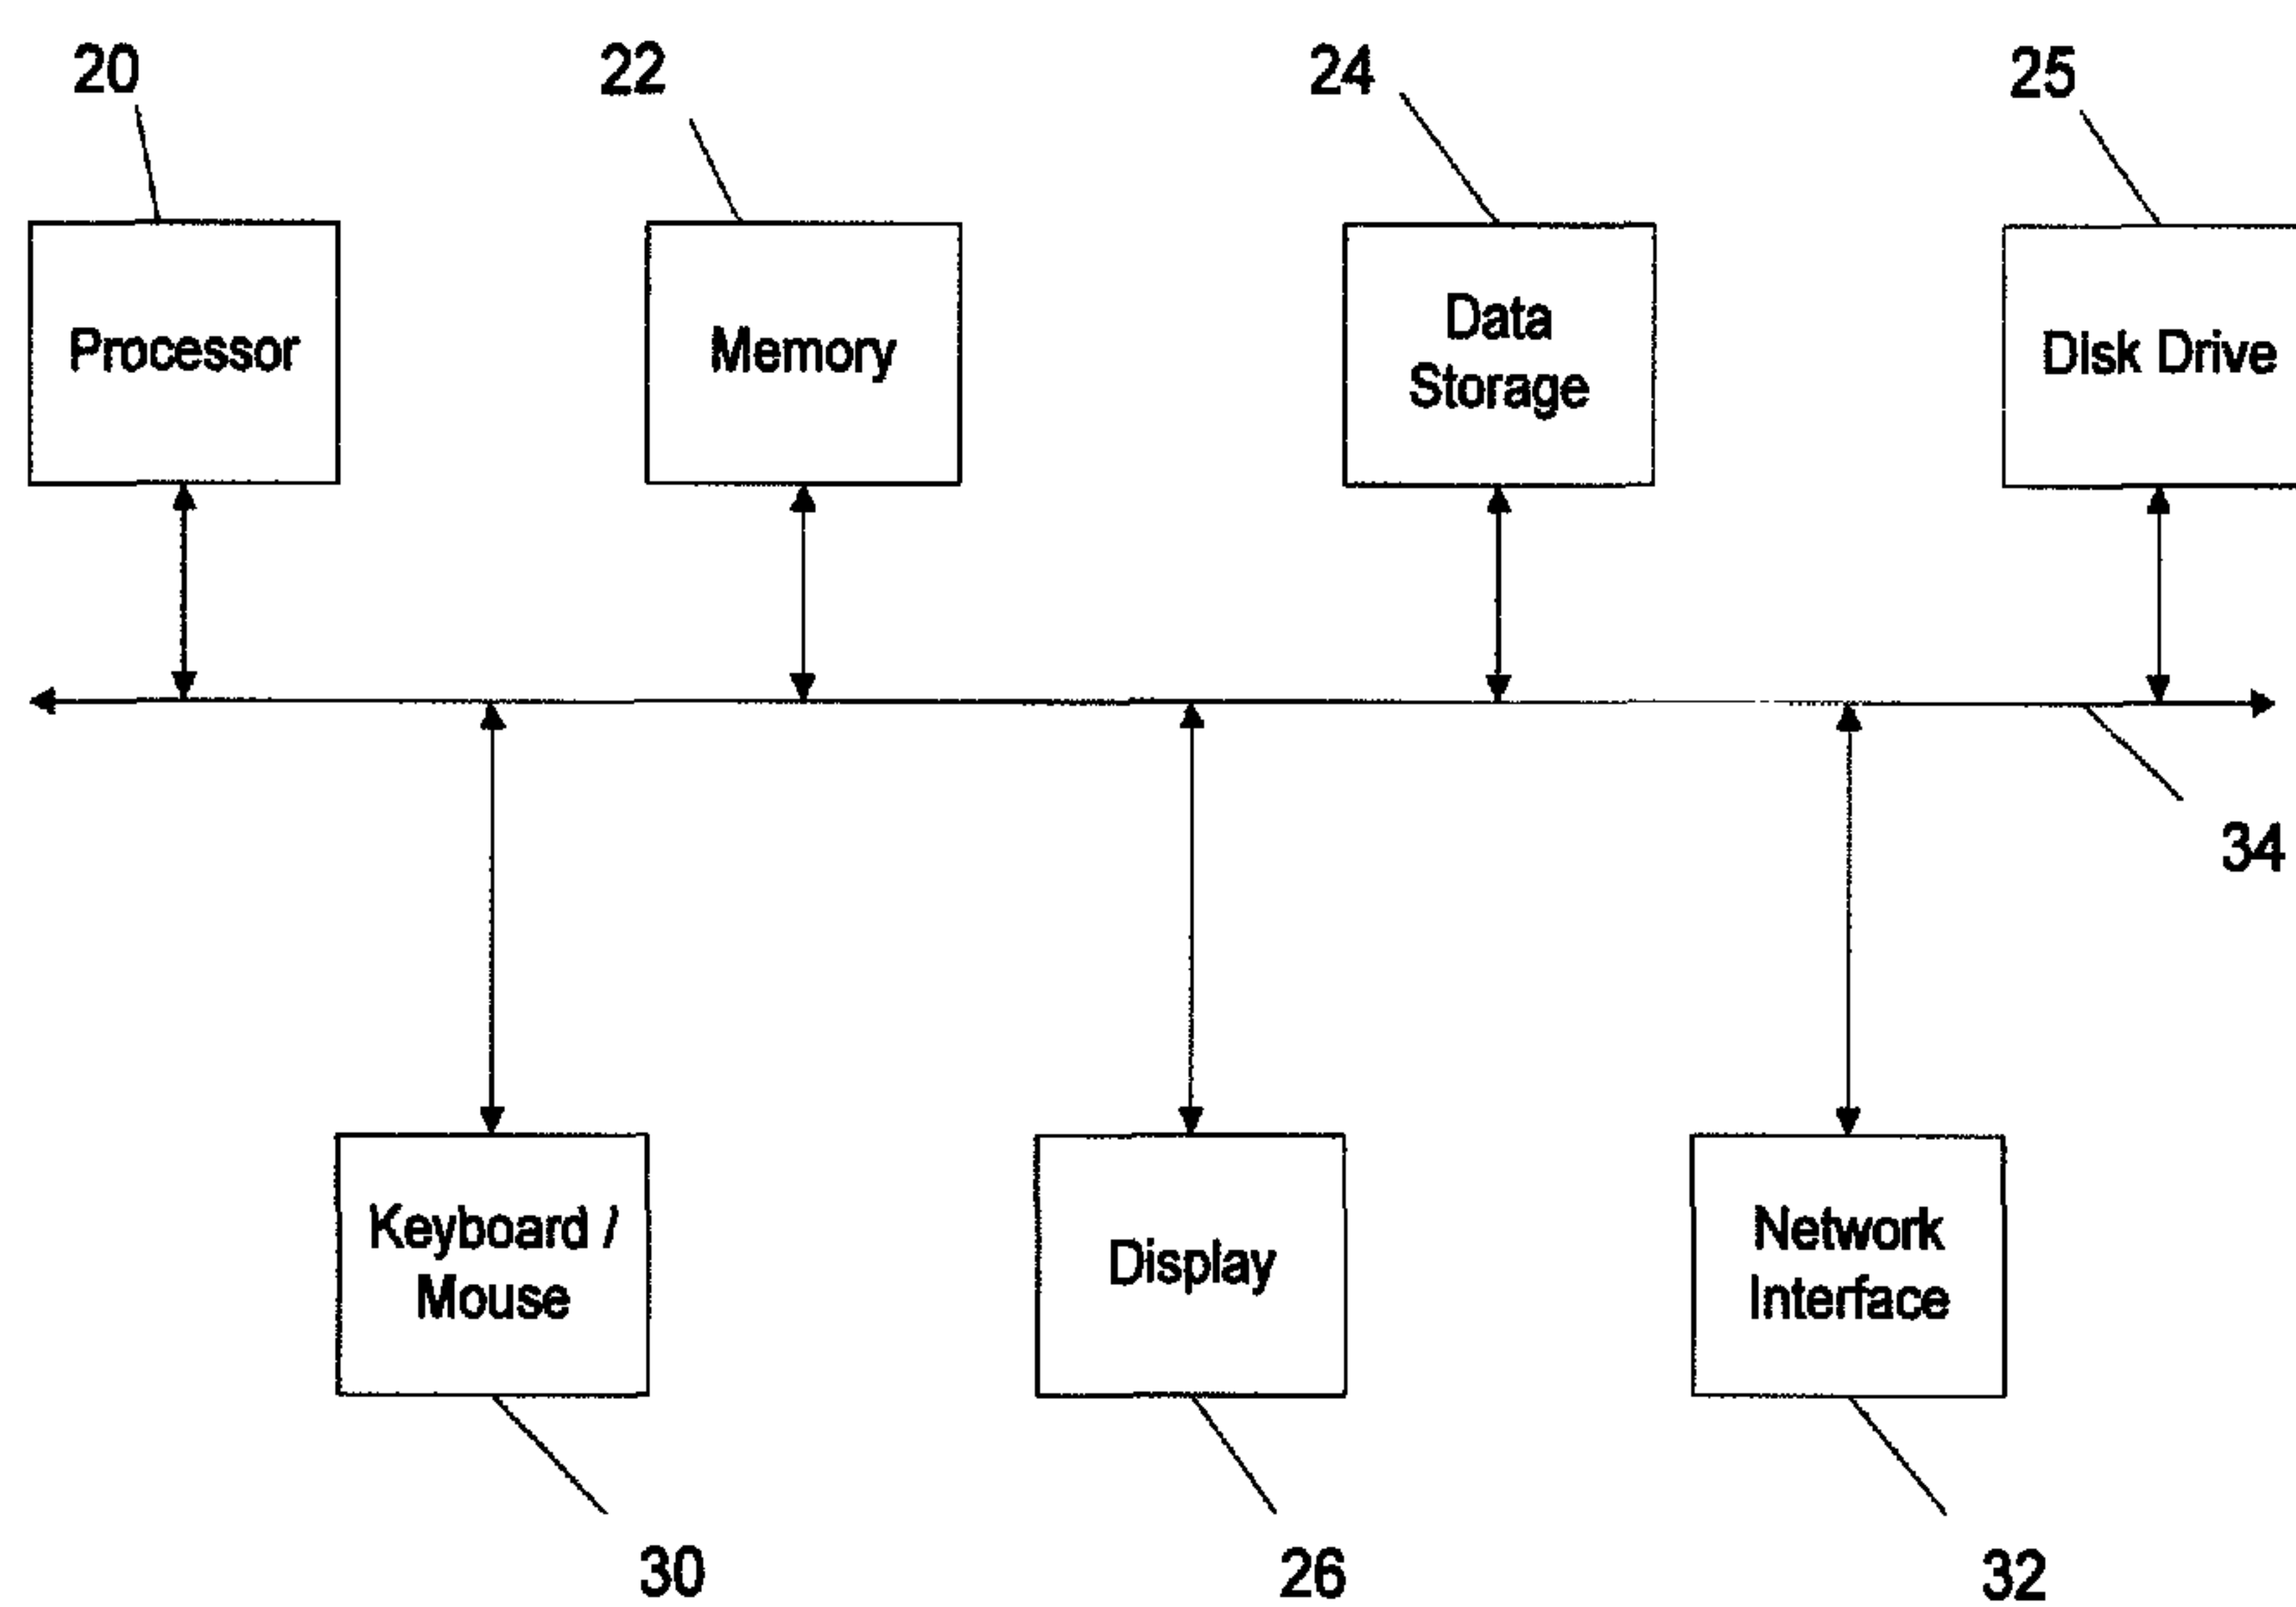 20
22
24
25
Processor
Memory
Data
Storage
Disk Drive
34
Keyboard /
Mouse
Display
Network
Interface
30
26
32